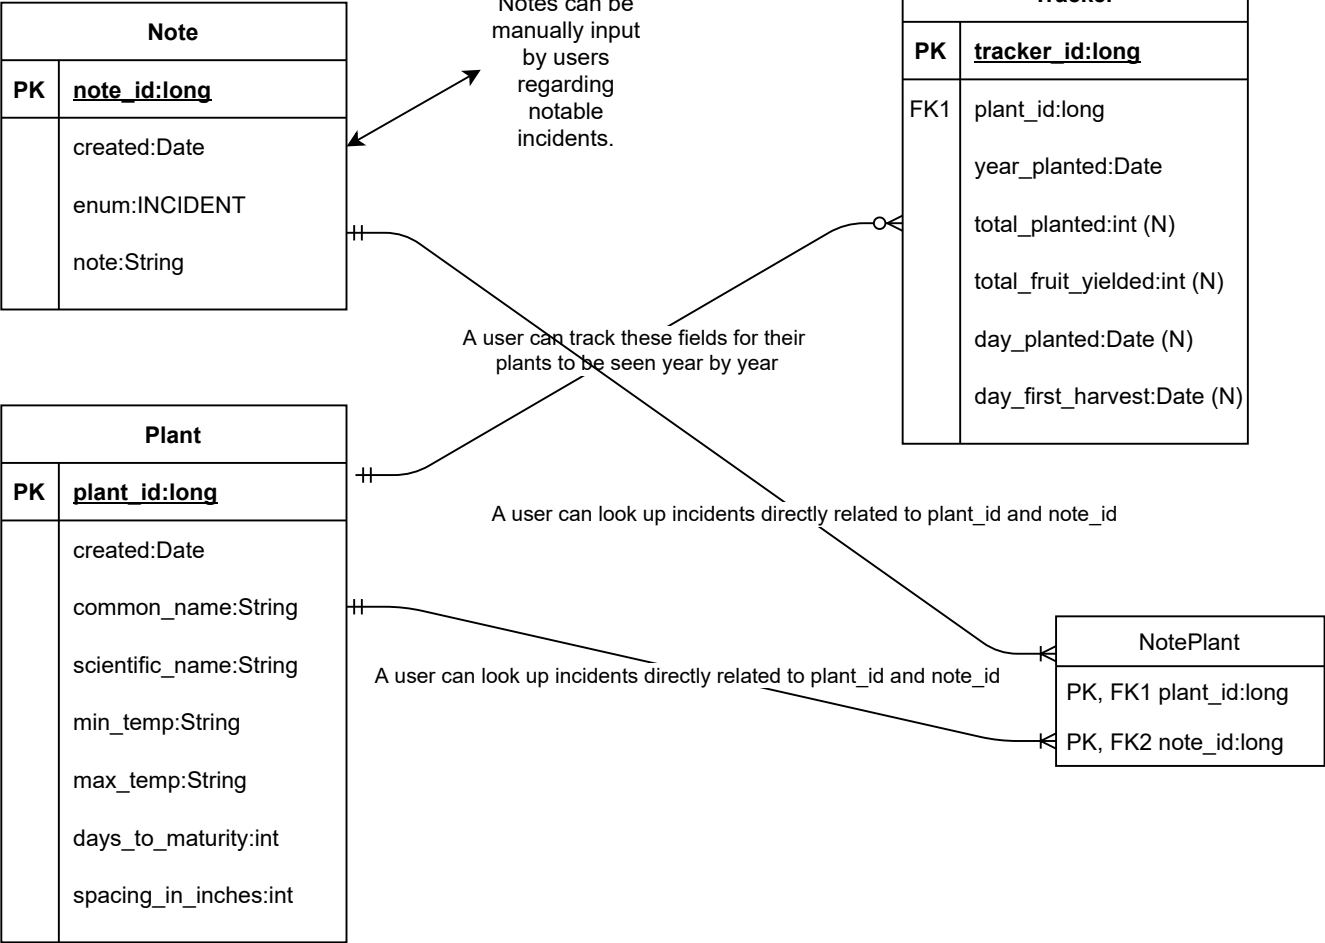 Note
PK note_id:long
created:Date
enum:INCIDENT
note:String
Notes can be
manually input
by users
regarding
notable
incidents.
Tracker
PK tracker_id:long
FK1 plant_id:long
year_planted:Date
total_planted:int (N)
total_fruit_yielded:int (N)
day_planted:Date (N)
day_first_harvest:Date (N)
A user can track these fields for their
plants to be seen year by year
Plant
PK plant_id:long
created:Date
common_name:String
scientific_name:String
min_temp:String
max_temp:String
days_to_maturity:int
spacing_in_inches:int
A user can look up incidents directly related to plant_id and note_id
A user can look up incidents directly related to plant_id and note_id
NotePlant
PK, FK1 plant_id:long
PK, FK2 note_id:long